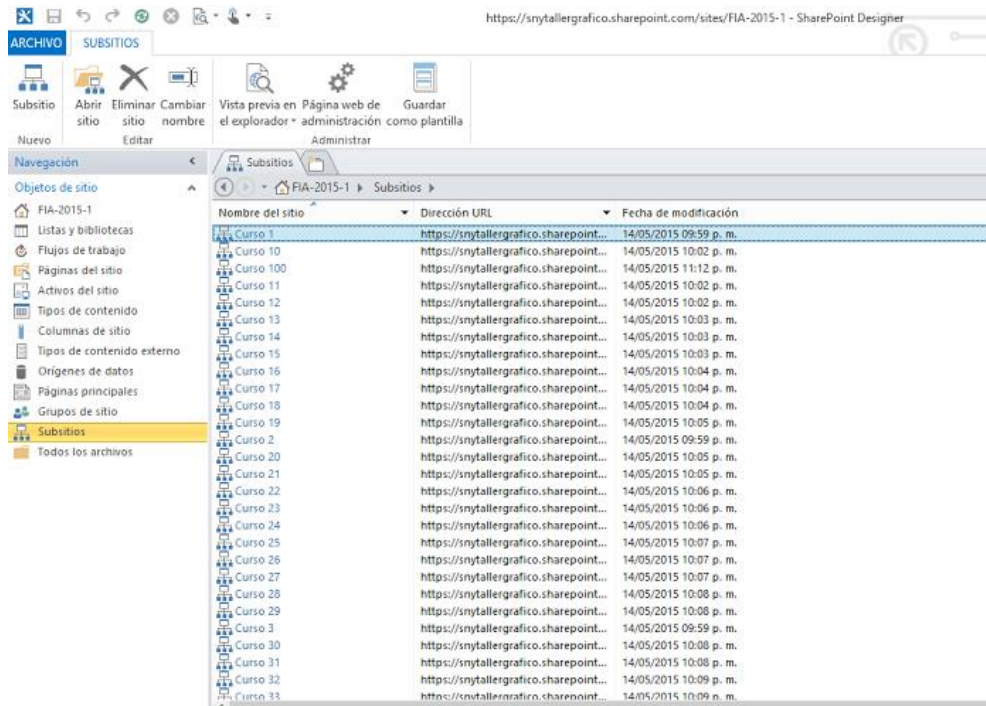 https://snytallergrafico.sharepoint.com/sites/FIA-2015-1 - SharePoint Designer
ARCHIVO SUBSITIOS
Subsitio
Abrir sitio
Eliminar sitio
Cambiar nombre
Vista previa en el explorador
Página web de administración
Guardar como plantilla
Nuevo Editar Administrar
Navegación
Objetos de sitio
FIA-2015-1
Listas y bibliotecas
Flujos de trabajo
Páginas del sitio
Activos del sitio
Tipos de contenido
Columnas de sitio
Tipos de contenido externo
Orígenes de datos
Páginas principales
Grupos de sitio
Subsitios
Todos los archivos
Subsitios
FIA-2015-1 Subsitios
Nombre del sitio Dirección URL Fecha de modificación
Curso 1 https://snytallergrafico.sharepoint... 14/05/2015 09:59 p. m.
Curso 10 https://snytallergrafico.sharepoint... 14/05/2015 10:02 p. m.
Curso 100 https://snytallergrafico.sharepoint... 14/05/2015 11:12 p. m.
Curso 11 https://snytallergrafico.sharepoint... 14/05/2015 10:02 p. m.
Curso 12 https://snytallergrafico.sharepoint... 14/05/2015 10:02 p. m.
Curso 13 https://snytallergrafico.sharepoint... 14/05/2015 10:03 p. m.
Curso 14 https://snytallergrafico.sharepoint... 14/05/2015 10:03 p. m.
Curso 15 https://snytallergrafico.sharepoint... 14/05/2015 10:03 p. m.
Curso 16 https://snytallergrafico.sharepoint... 14/05/2015 10:04 p. m.
Curso 17 https://snytallergrafico.sharepoint... 14/05/2015 10:04 p. m.
Curso 18 https://snytallergrafico.sharepoint... 14/05/2015 10:04 p. m.
Curso 19 https://snytallergrafico.sharepoint... 14/05/2015 10:05 p. m.
Curso 2 https://snytallergrafico.sharepoint... 14/05/2015 09:59 p. m.
Curso 20 https://snytallergrafico.sharepoint... 14/05/2015 10:05 p. m.
Curso 21 https://snytallergrafico.sharepoint... 14/05/2015 10:05 p. m.
Curso 22 https://snytallergrafico.sharepoint... 14/05/2015 10:06 p. m.
Curso 23 https://snytallergrafico.sharepoint... 14/05/2015 10:06 p. m.
Curso 24 https://snytallergrafico.sharepoint... 14/05/2015 10:06 p. m.
Curso 25 https://snytallergrafico.sharepoint... 14/05/2015 10:07 p. m.
Curso 26 https://snytallergrafico.sharepoint... 14/05/2015 10:07 p. m.
Curso 27 https://snytallergrafico.sharepoint... 14/05/2015 10:07 p. m.
Curso 28 https://snytallergrafico.sharepoint... 14/05/2015 10:08 p. m.
Curso 29 https://snytallergrafico.sharepoint... 14/05/2015 10:08 p. m.
Curso 3 https://snytallergrafico.sharepoint... 14/05/2015 09:59 p. m.
Curso 30 https://snytallergrafico.sharepoint... 14/05/2015 10:08 p. m.
Curso 31 https://snytallergrafico.sharepoint... 14/05/2015 10:08 p. m.
Curso 32 https://snytallergrafico.sharepoint... 14/05/2015 10:09 p. m.
Curso 33 https://snytallergrafico.sharepoint... 14/05/2015 10:09 p. m.